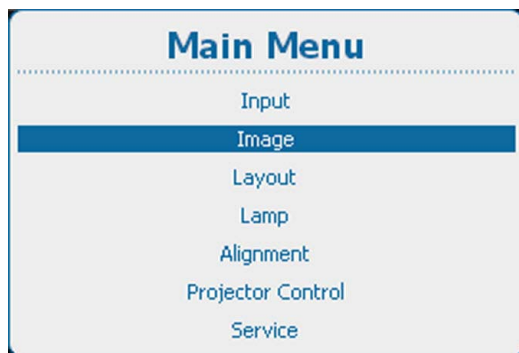 Main Menu
Input
Image
Layout
Lamp
Alignment
Projector Control
Service